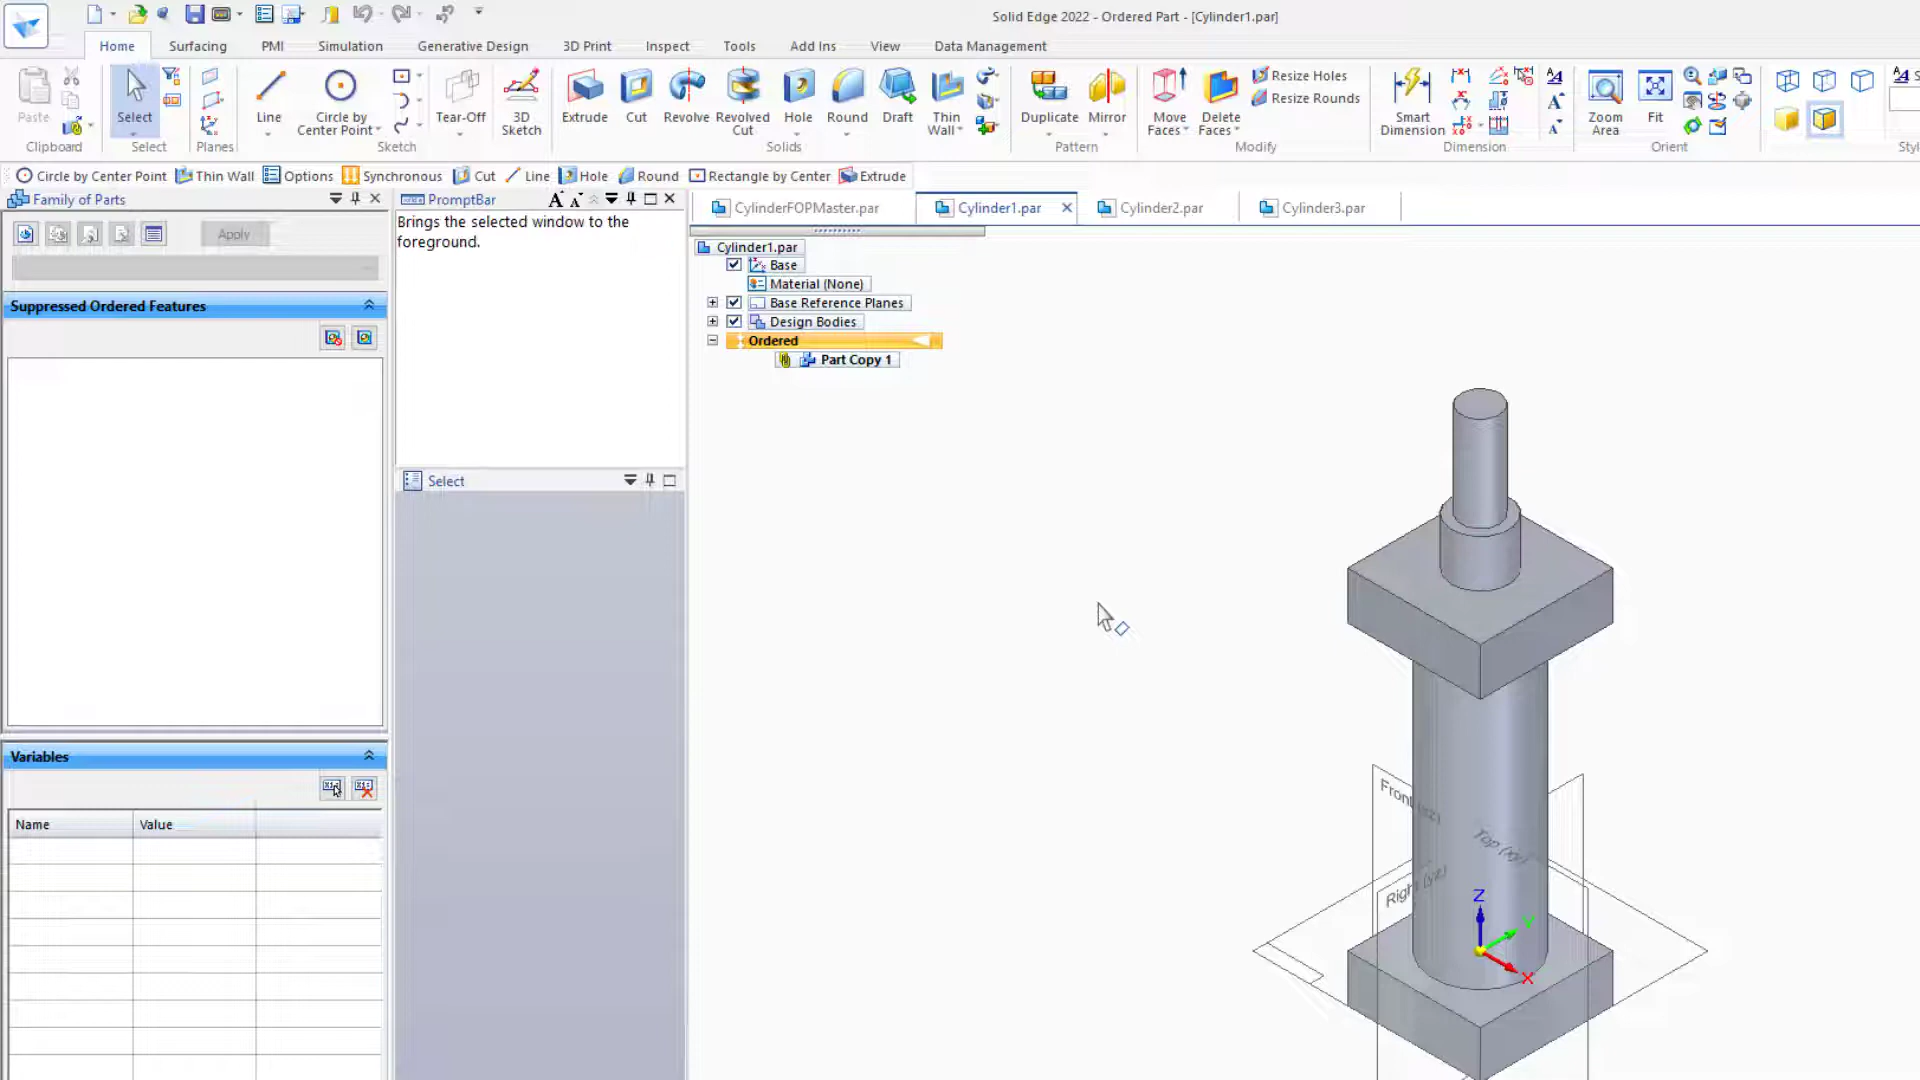 Solid Edge 2022 - Ordered Part - [Cylinder1.par]
Home Surfacing PMI Simulation Generative Design 3D Print Inspect Tools Add Ins View Data Management
Paste
Clipboard
Select
Select
Planes
Line
Circle by Center Point
Tear-Off
3D Sketch
Sketch
Extrude
Cut
Revolve
Revolved Cut
Hole
Round
Draft
Thin Wall
Solids
Duplicate
Mirror
Pattern
Move Faces
Delete Faces
Resize Holes
Resize Rounds
Modify
Smart Dimension
Dimension
Zoom Area
Fit
Orient
Circle by Center Point Thin Wall Options Synchronous Cut Line Hole Round Rectangle by Center Extrude
Family of Parts
Apply
Suppressed Ordered Features
Variables
Name Value
PromptBar
Brings the selected window to the
foreground.
Select
CylinderFOPMaster.par Cylinder1.par Cylinder2.par Cylinder3.par
Cylinder1.par
Base
Material (None)
Base Reference Planes
Design Bodies
Ordered
Part Copy 1
Front (xz)
Top (xy)
Right (yz)
Z
Y
X